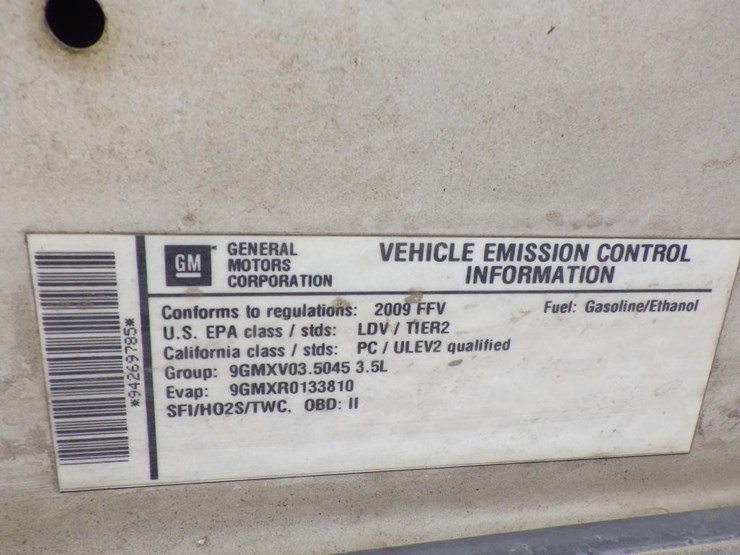 GM
GENERAL
MOTORS
CORPORATION
VEHICLE EMISSION CONTROL
INFORMATION
Conforms to regulations: 2009 FFV
Fuel: Gasoline/Ethanol
U.S. EPA class / stds: LDV / TIER2
California class / stds: PC / ULEV2 qualified
Group: 9GMXV03.5045 3.5L
Evap: 9GMXR0133810
SFI/HO2S/TWC, OBD: II
*94269785*